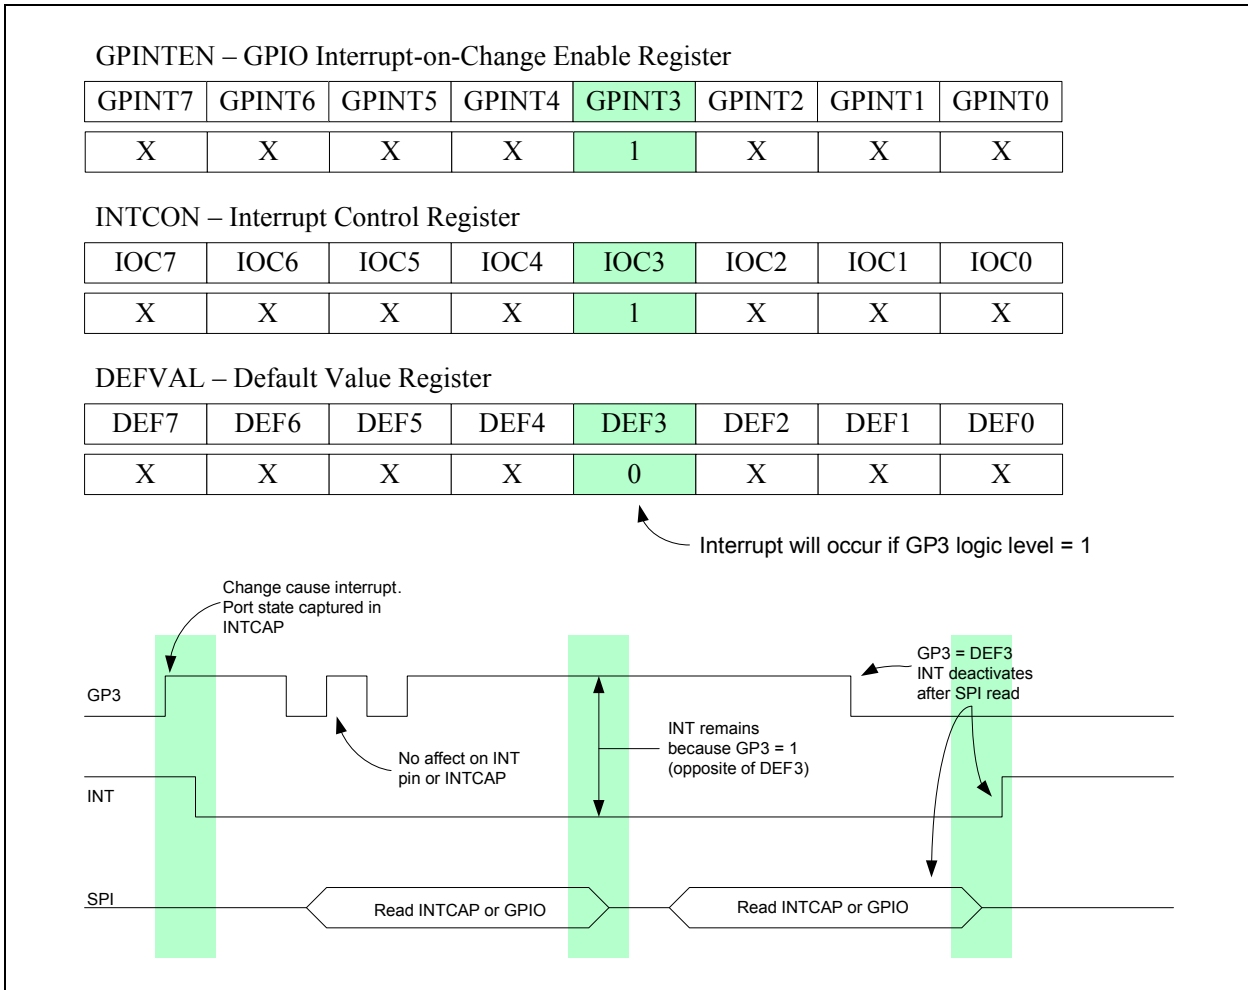 GPINTEN – GPIO Interrupt-on-Change Enable Register
GPINT7 GPINT6 GPINT5 GPINT4 GPINT3 GPINT2 GPINT1 GPINT0
X X X X 1 X X X
INTCON – Interrupt Control Register
IOC7 IOC6 IOC5 IOC4 IOC3 IOC2 IOC1 IOC0
X X X X 1 X X X
DEFVAL – Default Value Register
DEF7 DEF6 DEF5 DEF4 DEF3 DEF2 DEF1 DEF0
X X X X 0 X X X
Interrupt will occur if GP3 logic level = 1
Change cause interrupt.
Port state captured in
INTCAP
GP3 = DEF3
INT deactivates
after SPI read
GP3
No affect on INT
pin or INTCAP
INT remains
because GP3 = 1
(opposite of DEF3)
INT
SPI
Read INTCAP or GPIO
Read INTCAP or GPIO